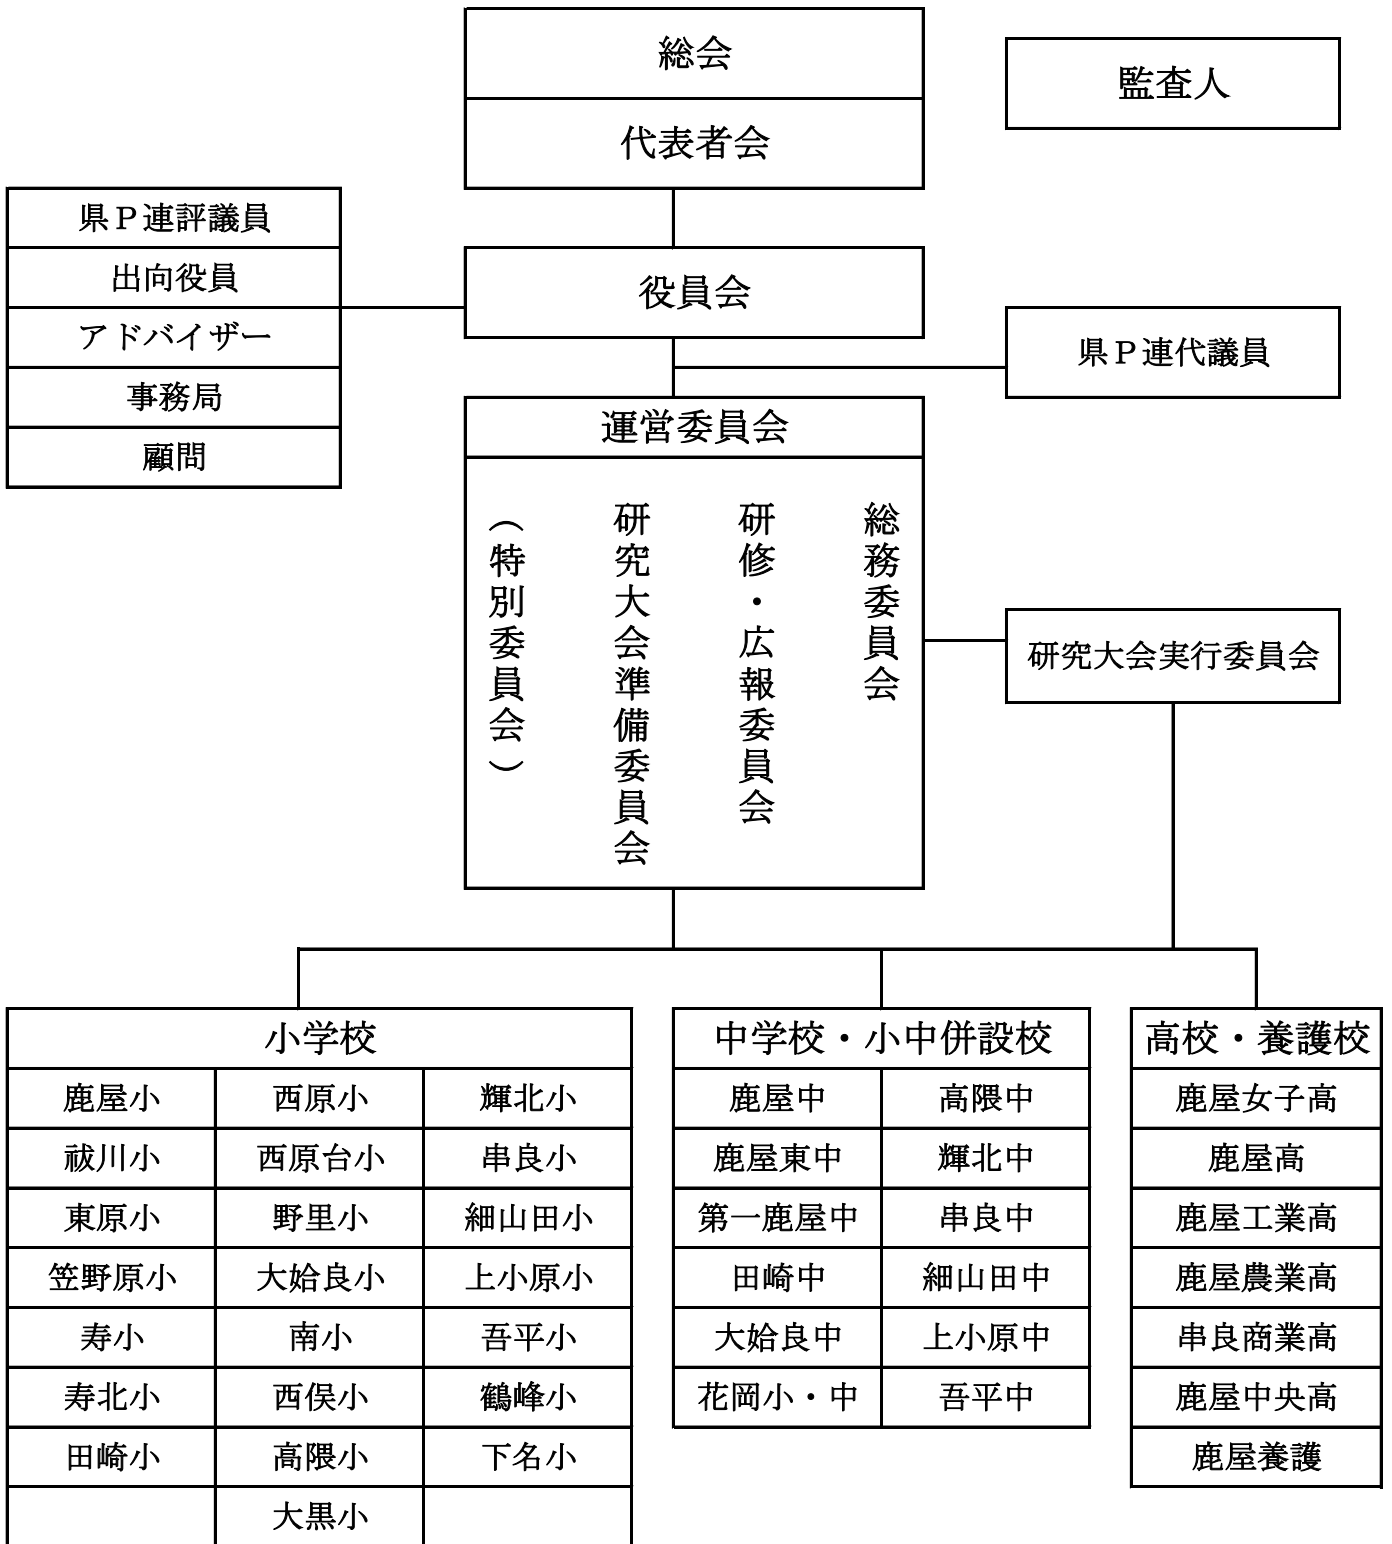 総会
監査人
代表者会
県Ｐ連評議員
出向役員
アドバイザー
事務局
顧問
役員会
県Ｐ連代議員
運営委員会
総務委員会
研修・広報委員会
研究大会準備委員会
（特別委員会）
研究大会実行委員会
小学校
鹿屋小 西原小 輝北小
祓川小 西原台小 串良小
東原小 野里小 細山田小
笠野原小 大姶良小 上小原小
寿小 南小 吾平小
寿北小 西俣小 鶴峰小
田崎小 高隈小 下名小
大黒小
中学校・小中併設校
鹿屋中 高隈中
鹿屋東中 輝北中
第一鹿屋中 串良中
田崎中 細山田中
大姶良中 上小原中
花岡小・中 吾平中
高校・養護校
鹿屋女子高
鹿屋高
鹿屋工業高
鹿屋農業高
串良商業高
鹿屋中央高
鹿屋養護